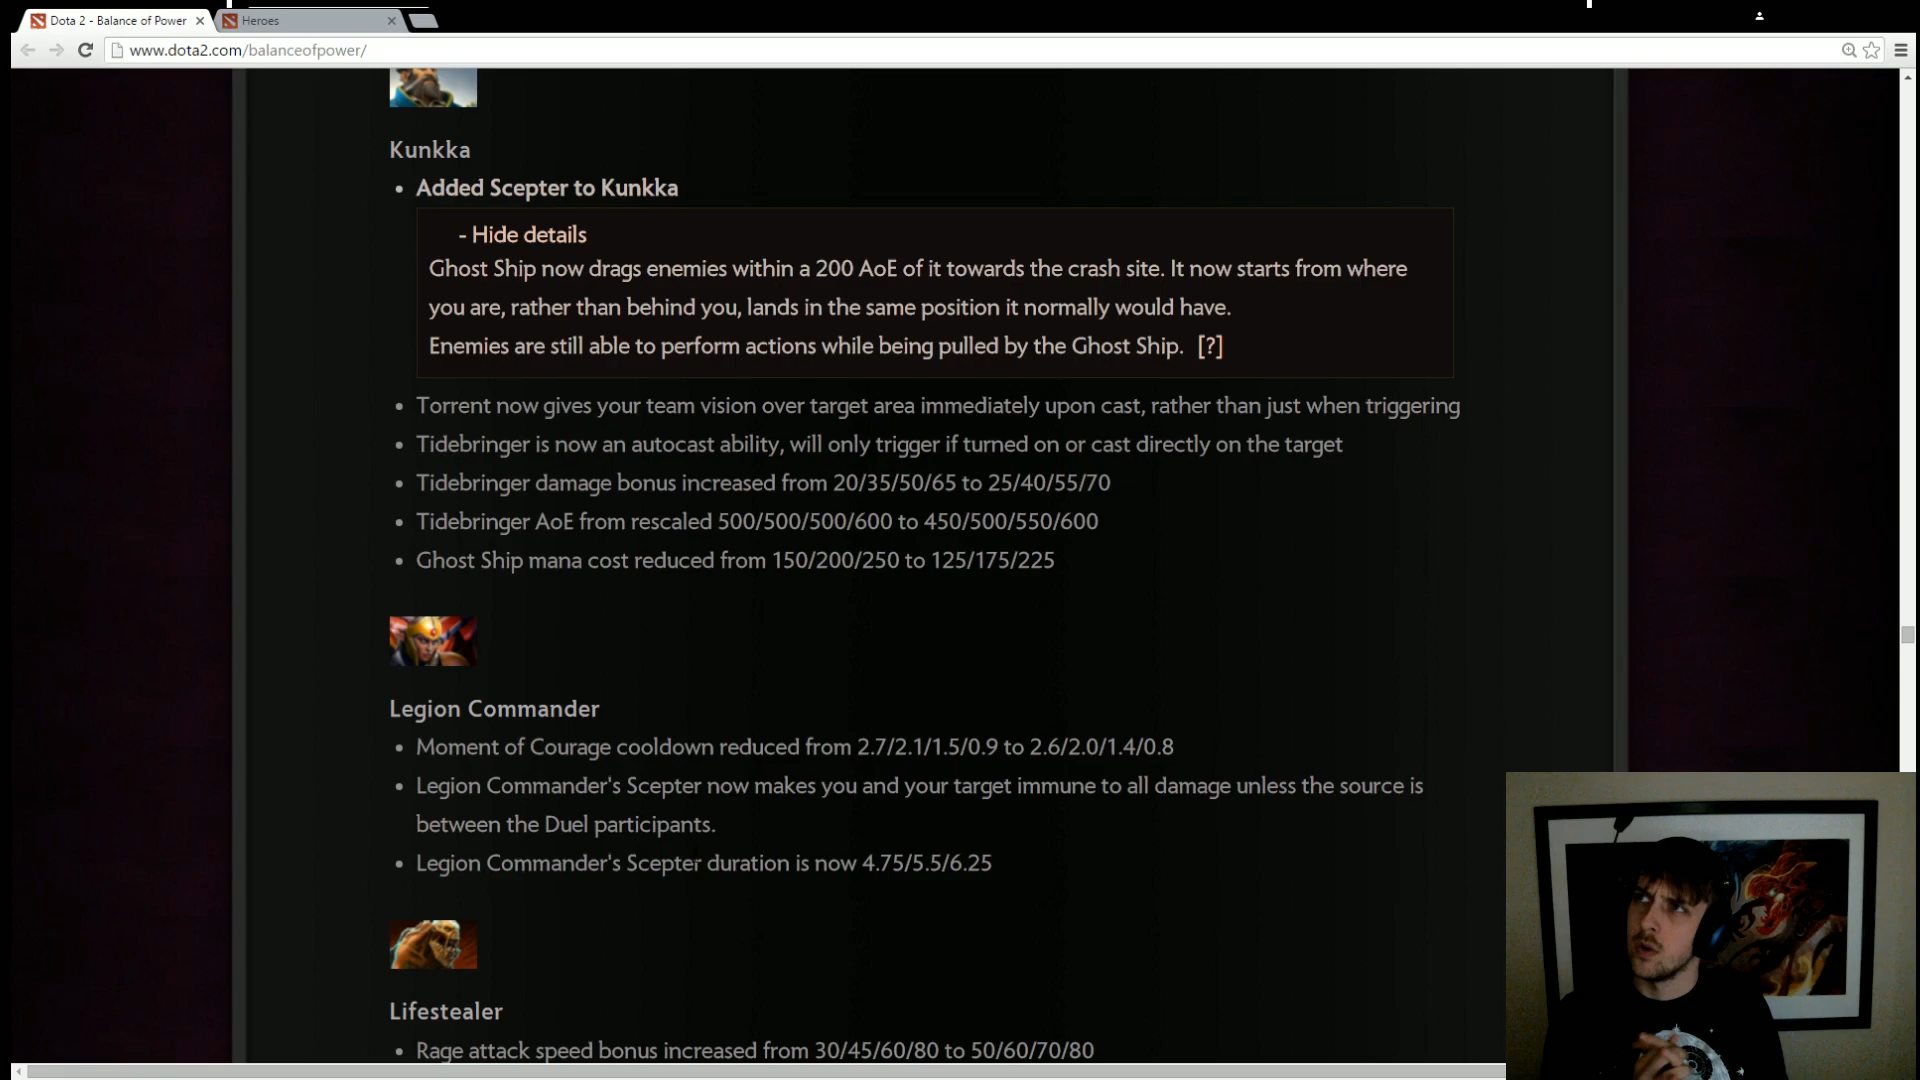 Dota 2 - Balance of Power
Heroes
www.dota2.com/balanceofpower/
Kunkka
• Added Scepter to Kunkka
- Hide details
Ghost Ship now drags enemies within a 200 AoE of it towards the crash site. It now starts from where
you are, rather than behind you, lands in the same position it normally would have.
Enemies are still able to perform actions while being pulled by the Ghost Ship. [?]
• Torrent now gives your team vision over target area immediately upon cast, rather than just when triggering
• Tidebringer is now an autocast ability, will only trigger if turned on or cast directly on the target
• Tidebringer damage bonus increased from 20/35/50/65 to 25/40/55/70
• Tidebringer AoE from rescaled 500/500/500/600 to 450/500/550/600
• Ghost Ship mana cost reduced from 150/200/250 to 125/175/225
Legion Commander
• Moment of Courage cooldown reduced from 2.7/2.1/1.5/0.9 to 2.6/2.0/1.4/0.8
• Legion Commander's Scepter now makes you and your target immune to all damage unless the source is
between the Duel participants.
• Legion Commander's Scepter duration is now 4.75/5.5/6.25
Lifestealer
• Rage attack speed bonus increased from 30/45/60/80 to 50/60/70/80